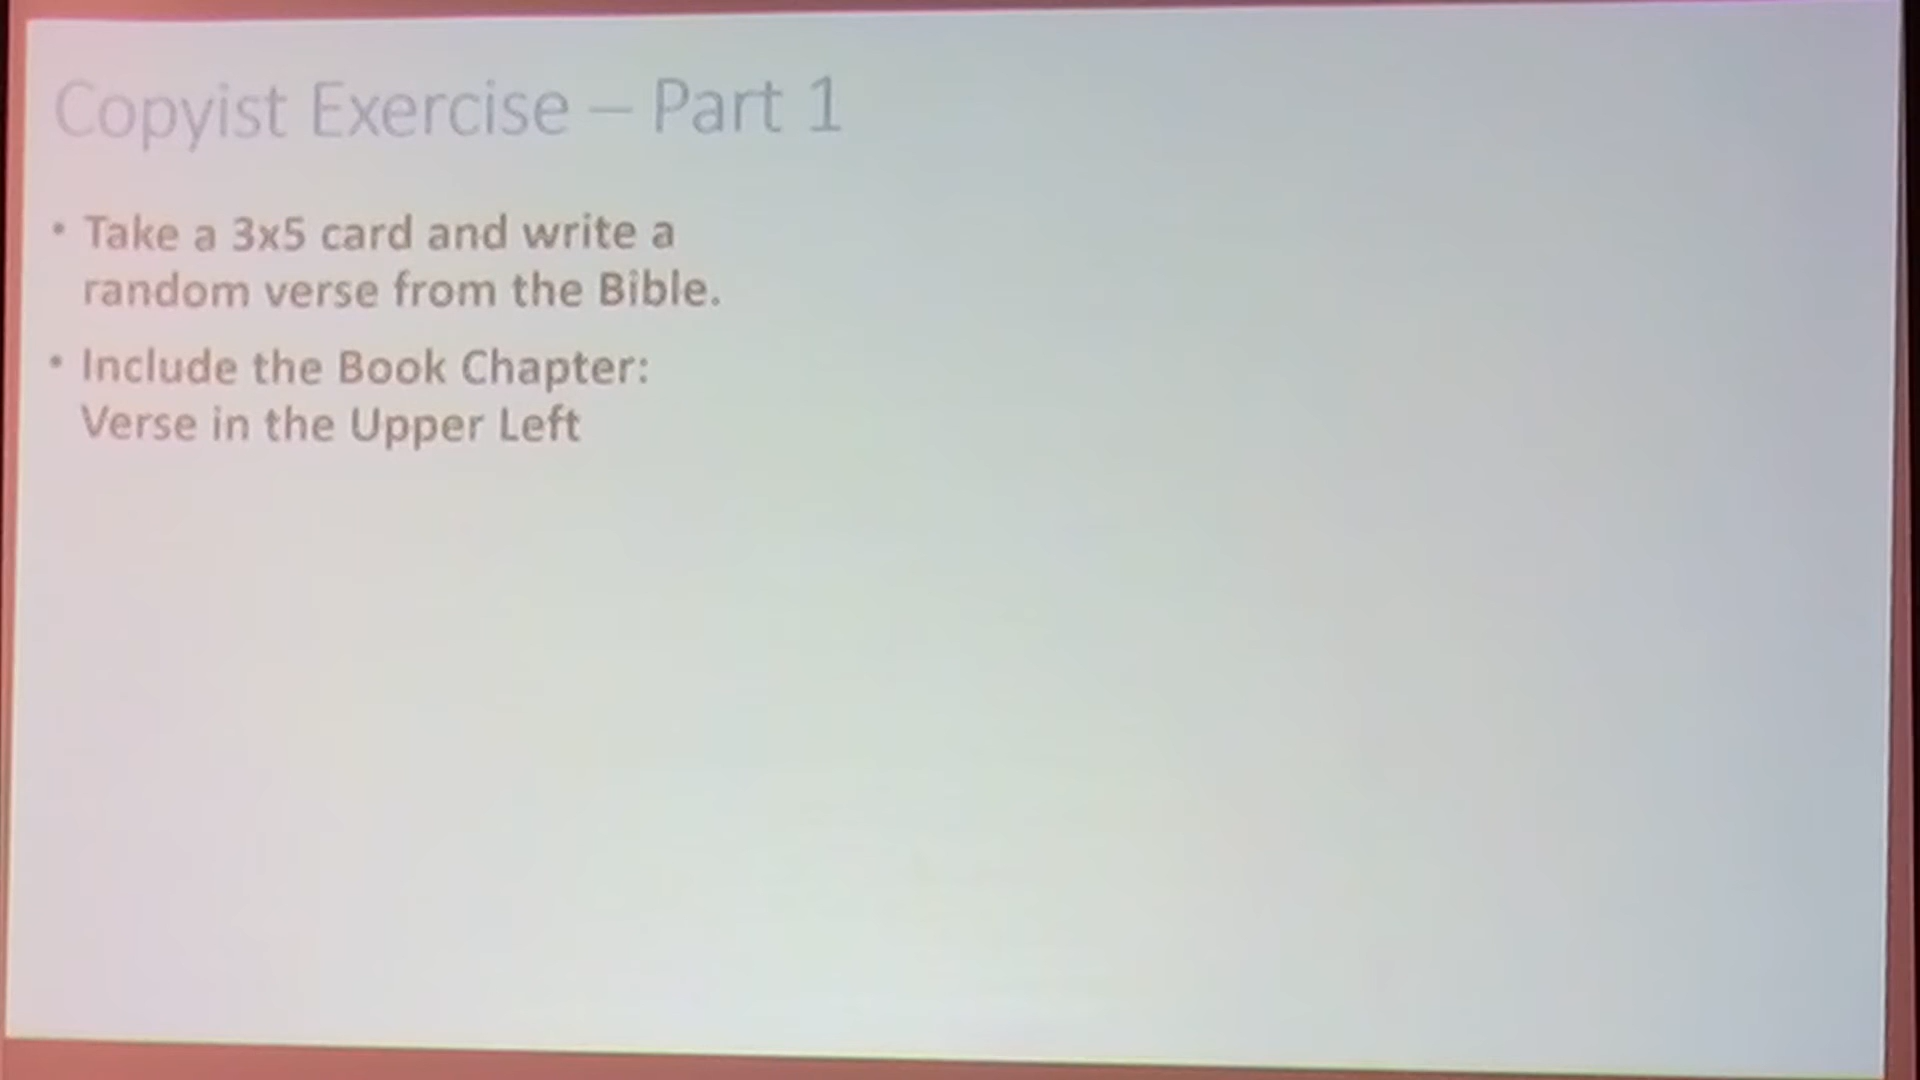 Copyist Exercise – Part 1
• Take a 3x5 card and write a
random verse from the Bible.
• Include the Book Chapter:
Verse in the Upper Left